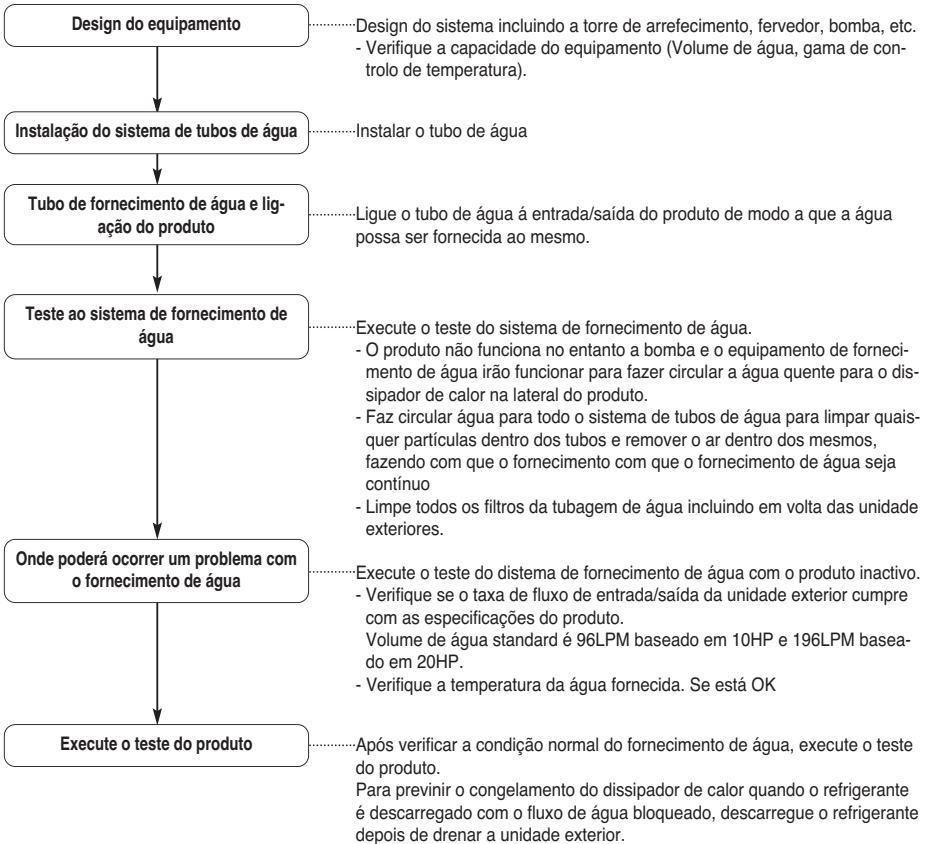 Design do equipamento
Design do sistema incluindo a torre de arrefecimento, fervedor, bomba, etc.
- Verifique a capacidade do equipamento (Volume de água, gama de con-
trolo de temperatura).
Instalação do sistema de tubos de água
Instalar o tubo de água
Tubo de fornecimento de água e lig-
ação do produto
Ligue o tubo de água á entrada/saída do produto de modo a que a água
possa ser fornecida ao mesmo.
Teste ao sistema de fornecimento de
água
Execute o teste do sistema de fornecimento de água.
- O produto não funciona no entanto a bomba e o equipamento de forneci-
mento de água irão funcionar para fazer circular a água quente para o dis-
sipador de calor na lateral do produto.
- Faz circular água para todo o sistema de tubos de água para limpar quais-
quer partículas dentro dos tubos e remover o ar dentro dos mesmos,
fazendo com que o fornecimento com que o fornecimento de água seja
contínuo
- Limpe todos os filtros da tubagem de água incluindo em volta das unidade
exteriores.
Onde poderá ocorrer um problema com
o fornecimento de água
Execute o teste do distema de fornecimento de água com o produto inactivo.
- Verifique se o taxa de fluxo de entrada/saída da unidade exterior cumpre
com as especificações do produto.
Volume de água standard é 96LPM baseado em 10HP e 196LPM basea-
do em 20HP.
- Verifique a temperatura da água fornecida. Se está OK
Execute o teste do produto
Após verificar a condição normal do fornecimento de água, execute o teste
do produto.
Para previnir o congelamento do dissipador de calor quando o refrigerante
é descarregado com o fluxo de água bloqueado, descarregue o refrigerante
depois de drenar a unidade exterior.